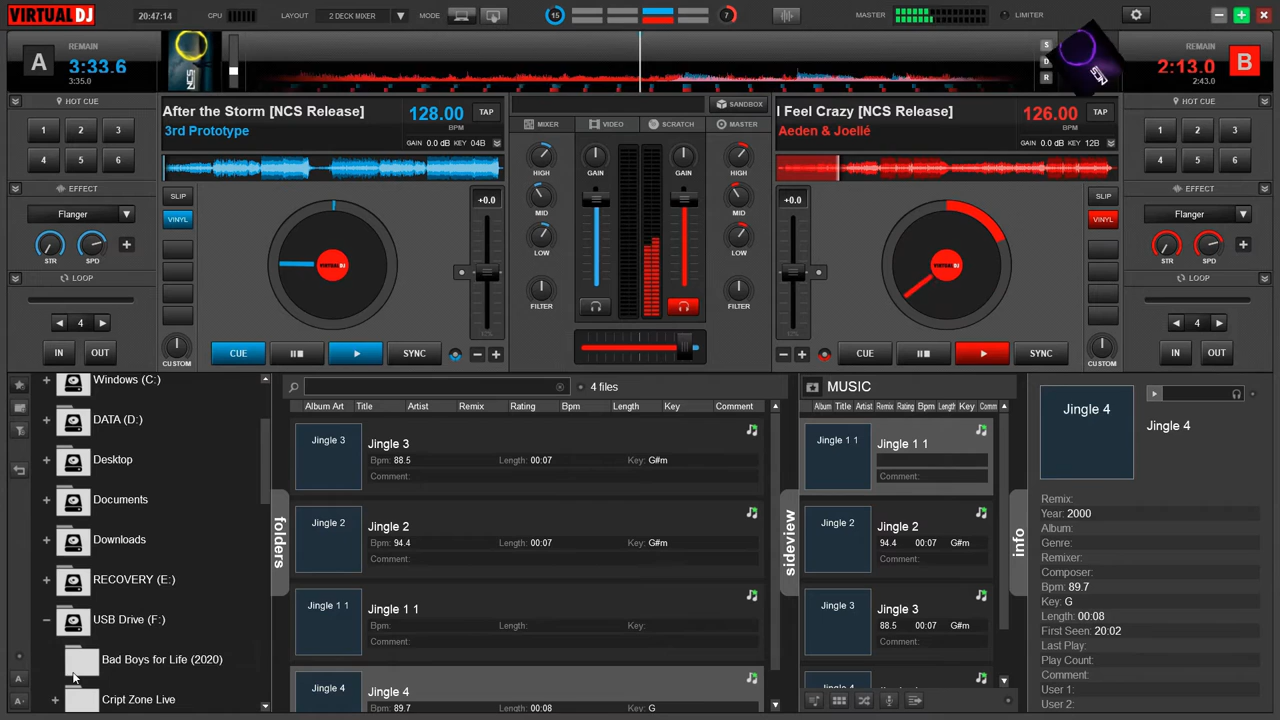 VIRTUALDJ
20:47:14
CPU
LAYOUT
2 DECK MIXER
MODE
15
7
MASTER
LIMITER
A
REMAIN
3:33.6
3:35.0
S
D
R
REMAIN
2:13.0
2:43.0
B
HOT CUE
1 2 3
4 5 6
EFFECT
Flanger
STR SPD
LOOP
4
IN OUT
After the Storm [NCS Release]
3rd Prototype
128.00
BPM
TAP
GAIN 0.0 dB KEY 04B
SLIP
VINYL
CUSTOM
+0.0
VIRTUALDJ
CUE
SYNC
SANDBOX
MIXER
VIDEO
SCRATCH
MASTER
HIGH
MID
LOW
FILTER
GAIN
GAIN
HIGH
MID
LOW
FILTER
I Feel Crazy [NCS Release]
Aeden & Joellé
126.00
BPM
TAP
GAIN 0.0 dB KEY 12B
+0.0
VIRTUALDJ
SLIP
VINYL
CUSTOM
CUE
SYNC
HOT CUE
1 2 3
4 5 6
EFFECT
Flanger
STR SPD
LOOP
4
IN OUT
Windows (C:)
DATA (D:)
Desktop
Documents
Downloads
RECOVERY (E:)
USB Drive (F:)
Bad Boys for Life (2020)
Cript Zone Live
A
A
folders
4 files
Album Art Title Artist Remix Rating Bpm Length Key Comment
Jingle 3
Jingle 3
Bpm: 88.5 Length: 00:07 Key: G#m
Comment:
Jingle 2
Jingle 2
Bpm: 94.4 Length: 00:07 Key: G#m
Comment:
Jingle 1 1
Jingle 1 1
Bpm: Length: Key:
Comment:
Jingle 4
Jingle 4
Bpm: 89.7 Length: 00:08 Key: G
sideview
MUSIC
Album Title Artist Remix Rating Bpm Length Key Comm
Jingle 1 1
Jingle 1 1
Comment:
Jingle 2
Jingle 2
94.4 00:07 G#m
Comment:
Jingle 3
Jingle 3
88.5 00:07 G#m
Comment:
Jingle 4
Jingle 4
info
Jingle 4
Jingle 4
Remix:
Year: 2000
Album:
Genre:
Remixer:
Composer:
Bpm: 89.7
Key: G
Length: 00:08
First Seen: 20:02
Last Play:
Play Count:
Comment:
User 1:
User 2: